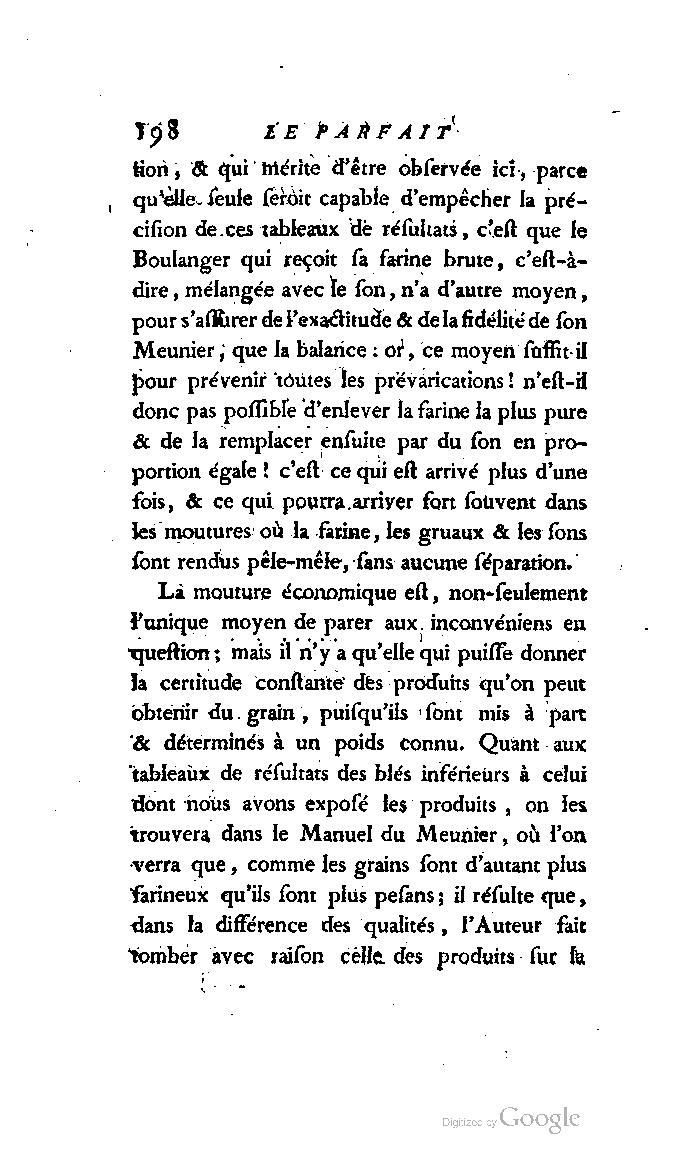 198 LE PARFAIT
tion, & qui mérite d'être obſervée ici, parce
qu'elle ſeule ſeroit capable d'empêcher la pré-
ciſion de ces tableaux de réſultats, c'eſt que le
Boulanger qui reçoit ſa farine brute, c'eſt-à-
dire, mélangée avec le ſon, n'a d'autre moyen,
pour s'aſſurer de l'exactitude & de la fidélité de ſon
Meunier, que la balance : or, ce moyen ſuffit-il
pour prévenir toutes les prévarications! n'eſt-il
donc pas poſſible d'enlever la farine la plus pure
& de la remplacer enſuite par du ſon en pro-
portion égale! c'eſt ce qui eſt arrivé plus d'une
fois, & ce qui pourra arriver fort ſouvent dans
les moutures où la farine, les gruaux & les ſons
ſont rendus pêle-mêle, ſans aucune ſéparation.
La mouture économique eſt, non-ſeulement
l'unique moyen de parer aux inconvéniens en
queſtion; mais il n'y a qu'elle qui puiſſe donner
la certitude conſtante des produits qu'on peut
obtenir du grain, puiſqu'ils ſont mis à part
& déterminés à un poids connu. Quant aux
tableaux de réſultats des blés inférieurs à celui
dont nous avons expoſé les produits, on les
trouvera dans le Manuel du Meunier, où l'on
verra que, comme les grains ſont d'autant plus
farineux qu'ils ſont plus peſans; il réſulte que,
dans la différence des qualités, l'Auteur fait
tomber avec raiſon celle des produits ſur la
Digitized by Google